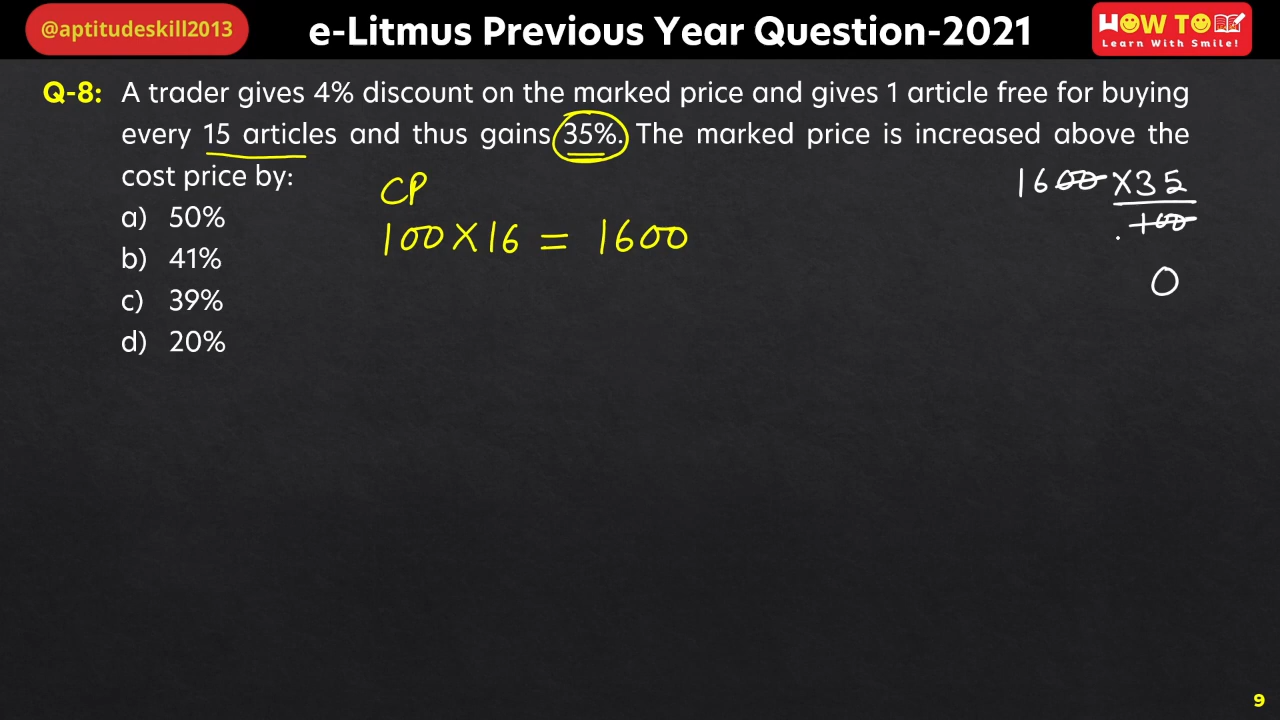 @aptitudeskill2013
e-Litmus Previous Year Question-2021
HOW TO
Learn With Smile!
Q-8: A trader gives 4% discount on the marked price and gives 1 article free for buying
every 15 articles and thus gains 35%. The marked price is increased above the
cost price by:
a) 50%
b) 41%
c) 39%
d) 20%
CP
100 X 16 = 1600
1600 X 35
100
0
9